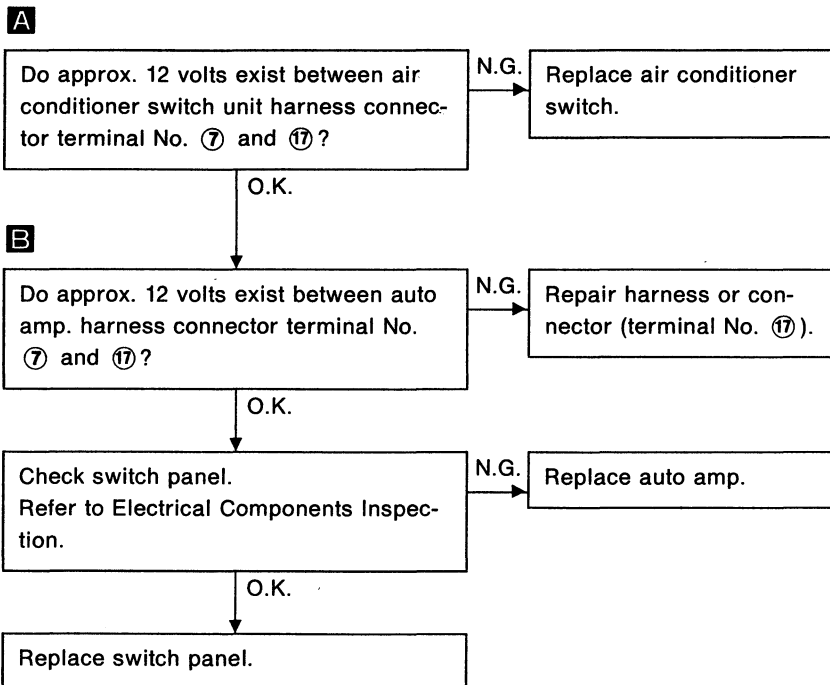 A
Do approx. 12 volts exist between air
conditioner switch unit harness connec-
tor terminal No. ⑦ and ⑰?
N.G.
Replace air conditioner
switch.
O.K.
B
Do approx. 12 volts exist between auto
amp. harness connector terminal No.
⑦ and ⑰?
N.G.
Repair harness or con-
nector (terminal No. ⑰).
O.K.
Check switch panel.
Refer to Electrical Components Inspec-
tion.
N.G.
Replace auto amp.
O.K.
Replace switch panel.